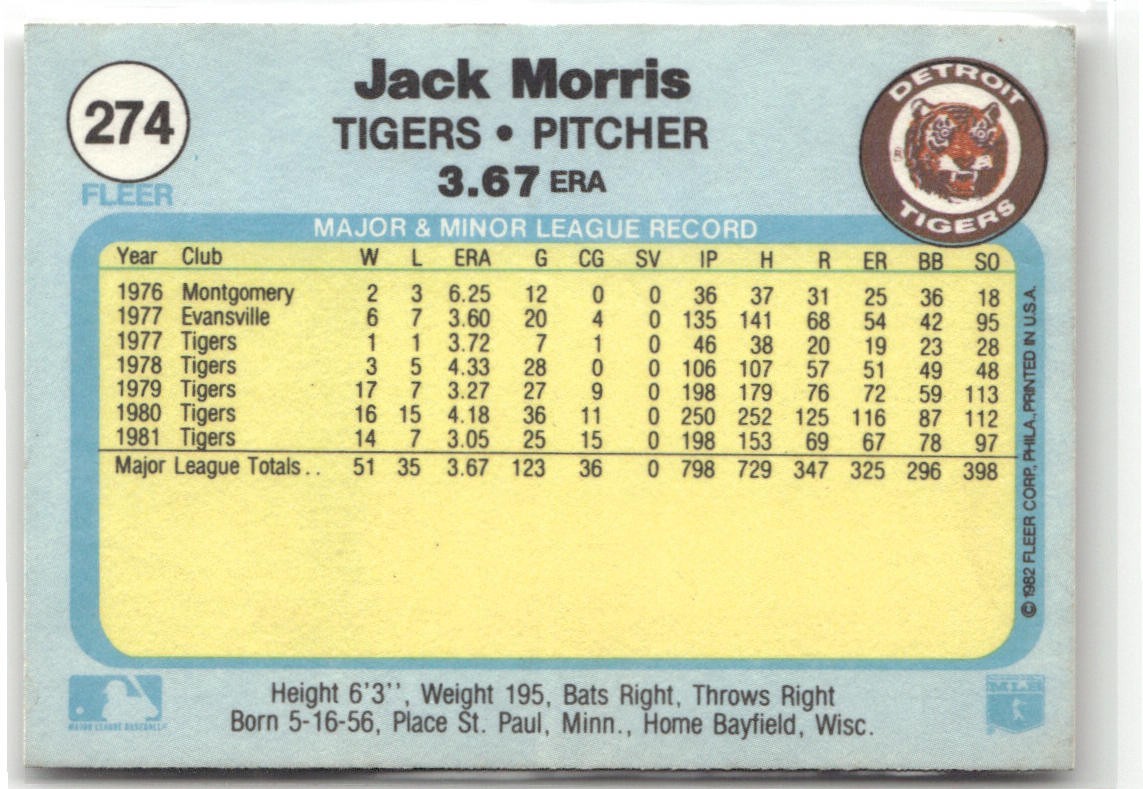 274
FLEER
Jack Morris
TIGERS • PITCHER
3.67 ERA
DETROIT
TIGERS
MAJOR & MINOR LEAGUE RECORD
Year Club W L ERA G CG SV IP H R ER BB SO
1976 Montgomery 2 3 6.25 12 0 0 36 37 31 25 36 18
1977 Evansville 6 7 3.60 20 4 0 135 141 68 54 42 95
1977 Tigers 1 1 3.72 7 1 0 46 38 20 19 23 28
1978 Tigers 3 5 4.33 28 0 0 106 107 57 51 49 48
1979 Tigers 17 7 3.27 27 9 0 198 179 76 72 59 113
1980 Tigers 16 15 4.18 36 11 0 250 252 125 116 87 112
1981 Tigers 14 7 3.05 25 15 0 198 153 69 67 78 97
Major League Totals . . 51 35 3.67 123 36 0 798 729 347 325 296 398
© 1982 FLEER CORP., PHILA., PRINTED IN U.S.A.
MAJOR LEAGUE BASEBALL
Height 6'3'', Weight 195, Bats Right, Throws Right
Born 5-16-56, Place St. Paul, Minn., Home Bayfield, Wisc.